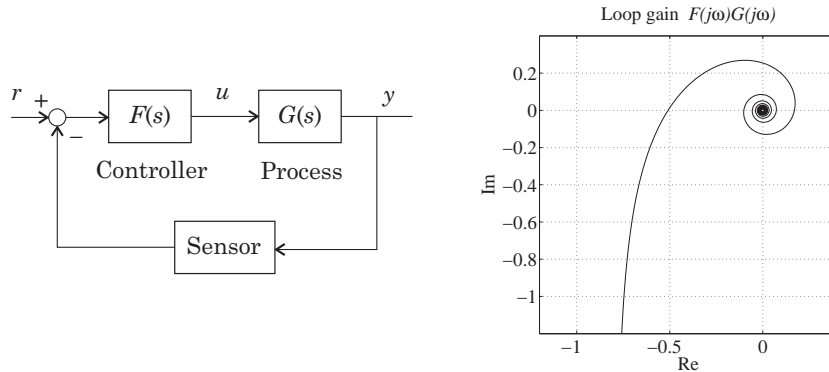 r
+
−
F(s)
u
G(s)
y
Controller
Process
Sensor
Loop gain F(jω)G(jω)
0.2
0
−0.2
−0.4
−0.6
−0.8
−1
Im
−1
−0.5
0
Re